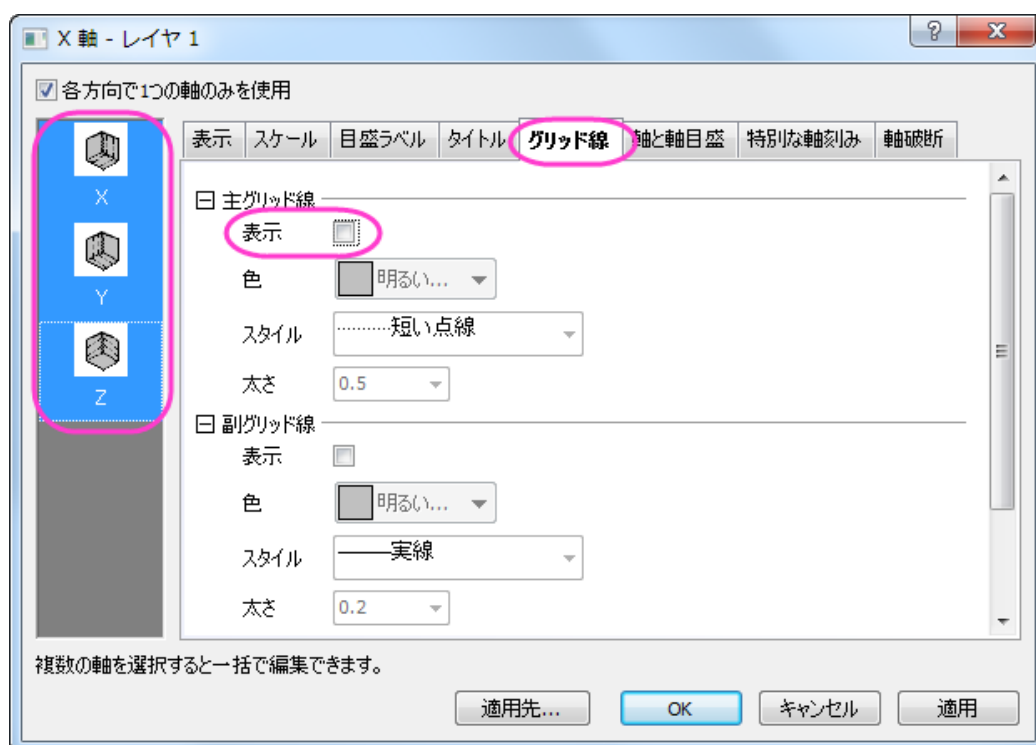 X 軸 - レイヤ 1
各方向で1つの軸のみを使用
表示 スケール 目盛ラベル タイトル グリッド線 軸と軸目盛 特別な軸刻み 軸破断
X
Y
Z
主グリッド線
表示
色 明るい...
スタイル 短い点線
太さ 0.5
副グリッド線
表示
色 明るい...
スタイル 実線
太さ 0.2
複数の軸を選択すると一括で編集できます。
適用先... OK キャンセル 適用